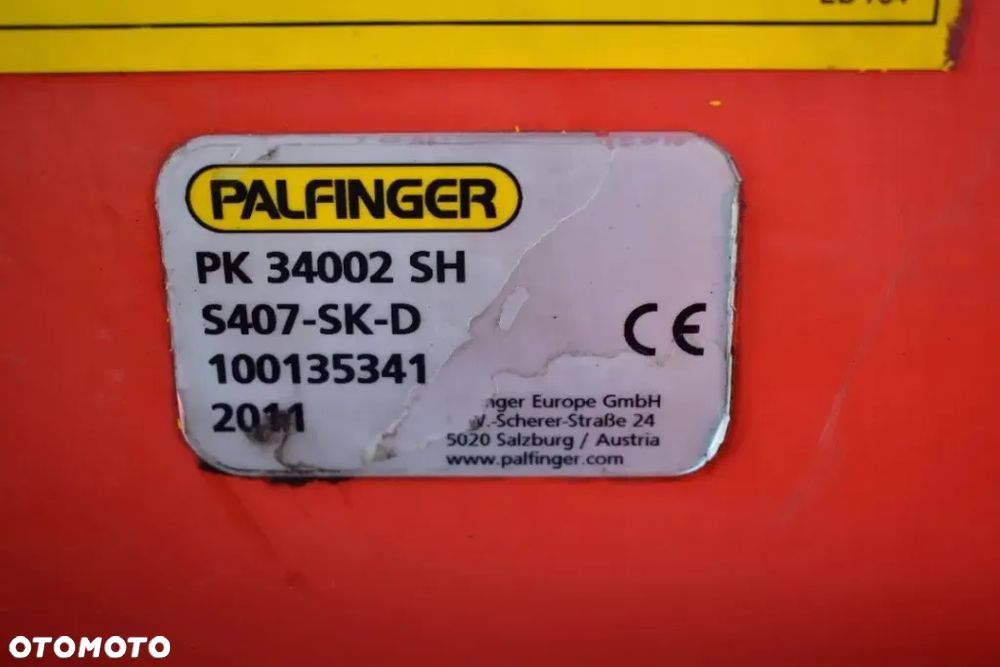 PALFINGER
PK 34002 SH
S407-SK-D
100135341
2011
CE
nger Europe GmbH
.-Scherer-Straße 24
5020 Salzburg / Austria
www.palfinger.com
OTOMOTO